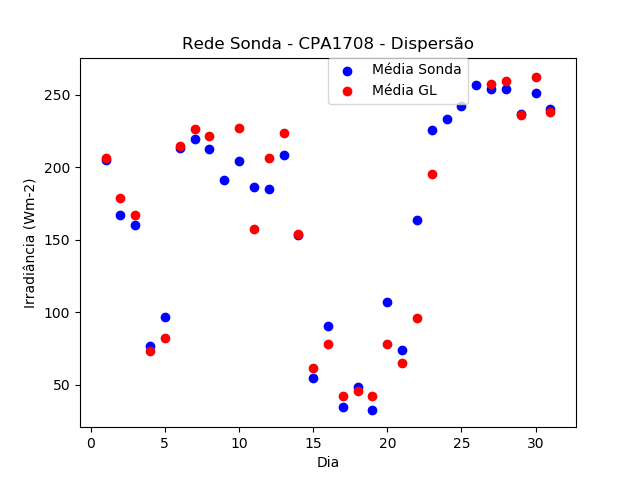 Rede Sonda - CPA1708 - Dispersão
Média Sonda
Média GL
Irradiância (Wm-2)
250
200
150
100
50
0 5 10 15 20 25 30
Dia